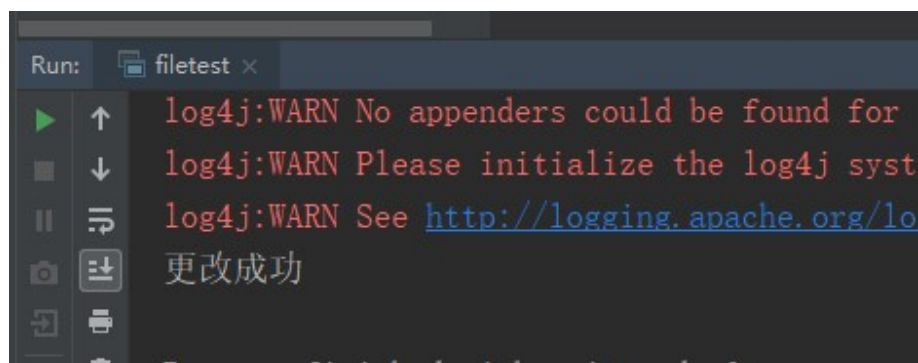 Run: filetest
log4j:WARN No appenders could be found for
log4j:WARN Please initialize the log4j syst
log4j:WARN See http://logging.apache.org/lo
更改成功